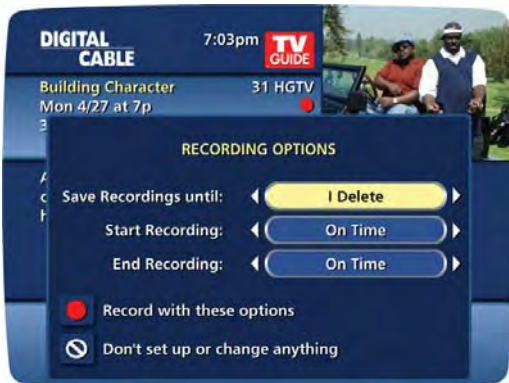 DIGITAL
CABLE
7:03pm
TV
GUIDE
Building Character
31 HGTV
Mon 4/27 at 7p
3
RECORDING OPTIONS
A
Save Recordings until:
I Delete
h
Start Recording:
On Time
End Recording:
On Time
Record with these options
Don't set up or change anything